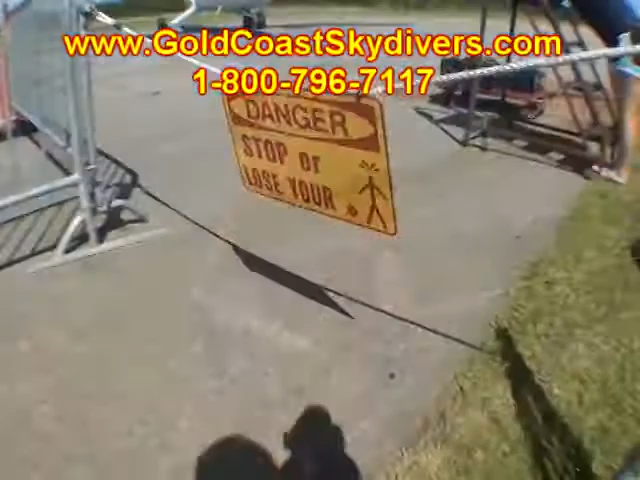 www.GoldCoastSkydivers.com
1-800-796-7117
DANGER
STOP or
LOSE YOUR